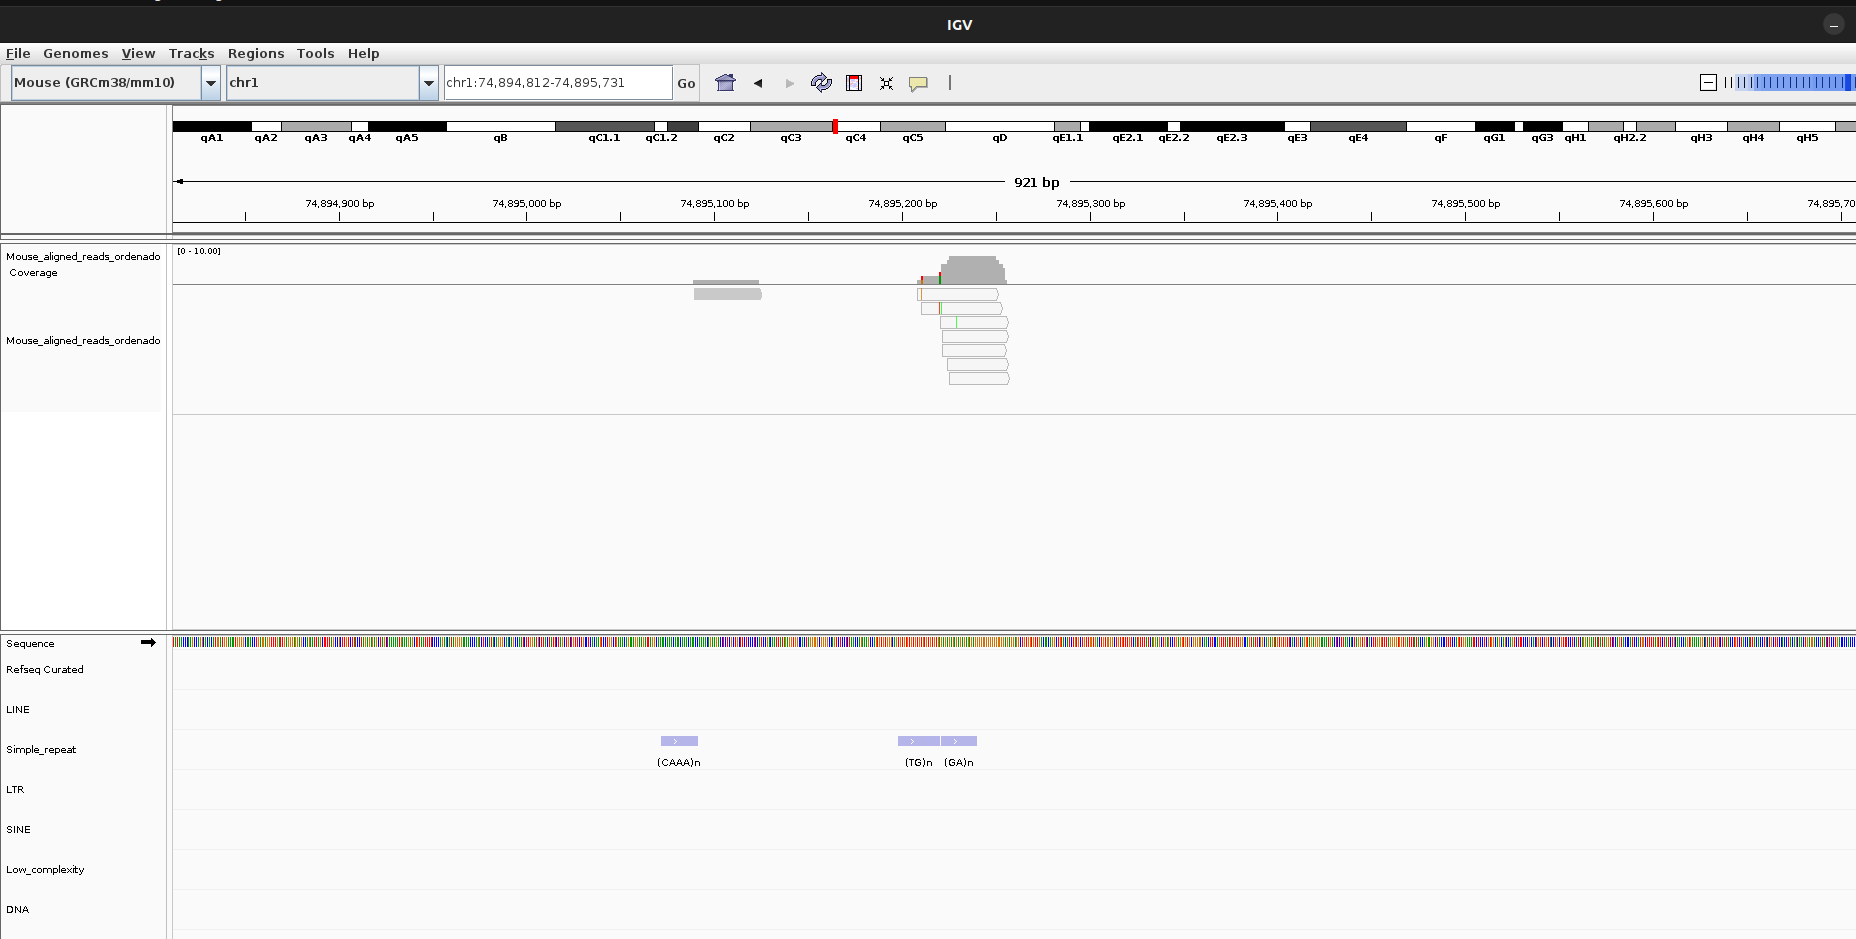 IGV
File Genomes View Tracks Regions Tools Help
Mouse (GRCm38/mm10) chr1 chr1:74,894,812-74,895,731 Go
qA1 qA2 qA3 qA4 qA5 qB qC1.1 qC1.2 qC2 qC3 qC4 qC5 qD qE1.1 qE2.1 qE2.2 qE2.3 qE3 qE4 qF qG1 qG3 qH1 qH2.2 qH3 qH4 qH5
921 bp
74,894,900 bp 74,895,000 bp 74,895,100 bp 74,895,200 bp 74,895,300 bp 74,895,400 bp 74,895,500 bp 74,895,600 bp 74,895,70
[0 - 10.00]
Mouse_aligned_reads_ordenado
Coverage
Mouse_aligned_reads_ordenado
Sequence
Refseq Curated
LINE
Simple_repeat
(CAAA)n (TG)n (GA)n
LTR
SINE
Low_complexity
DNA